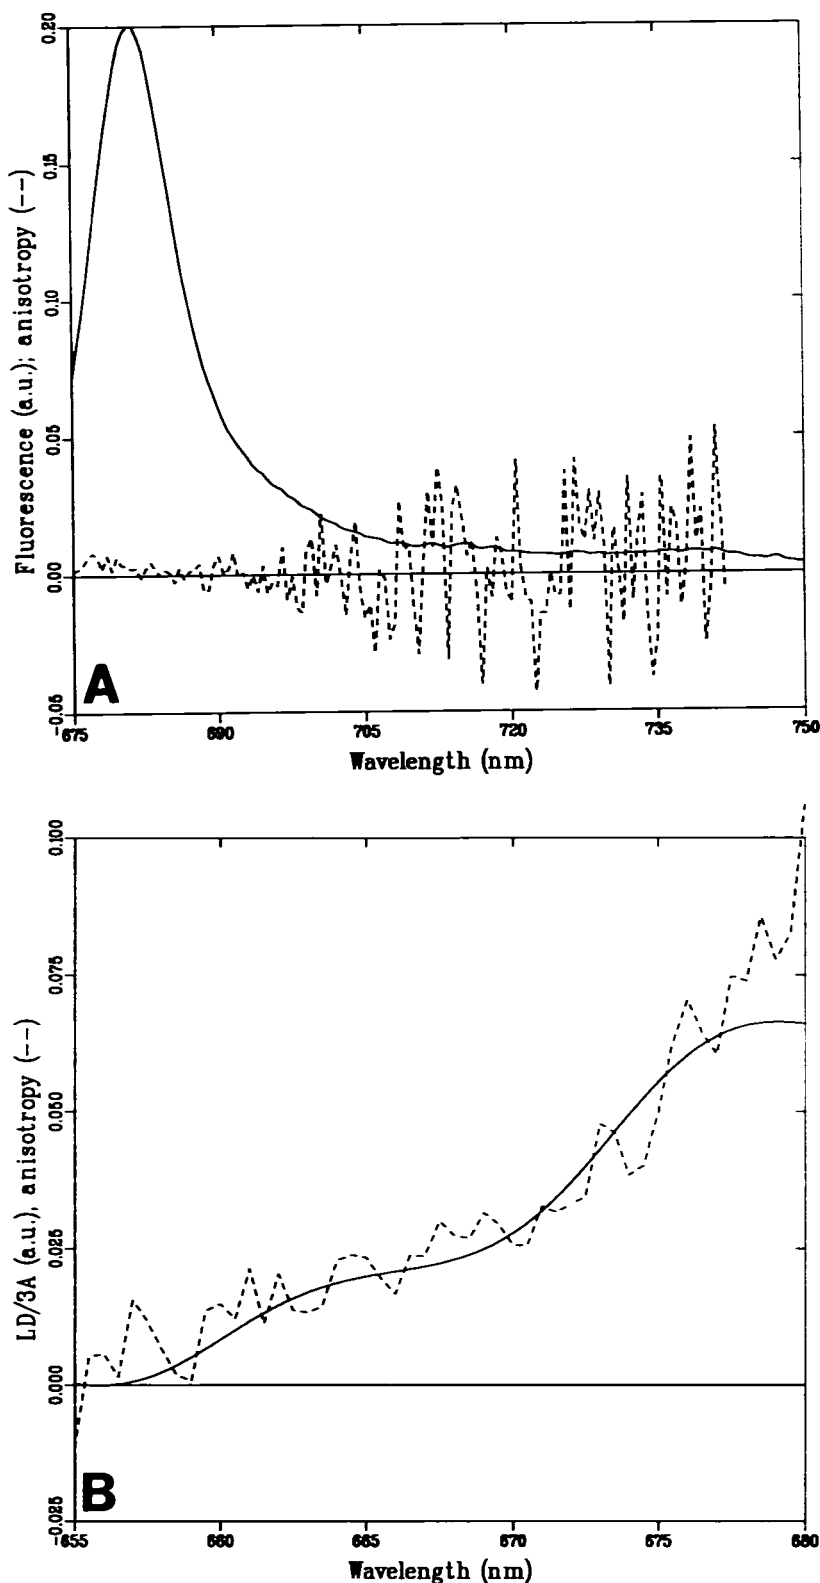 Fluorescence (a.u.); anisotropy (--)
0.20
0.15
0.10
0.05
0.00
-0.05
A
675 690 705 720 735 750
Wavelength (nm)
LD/3A (a.u.), anisotropy (--)
0.100
0.075
0.050
0.025
0.000
-0.025
B
655 660 665 670 675 680
Wavelength (nm)